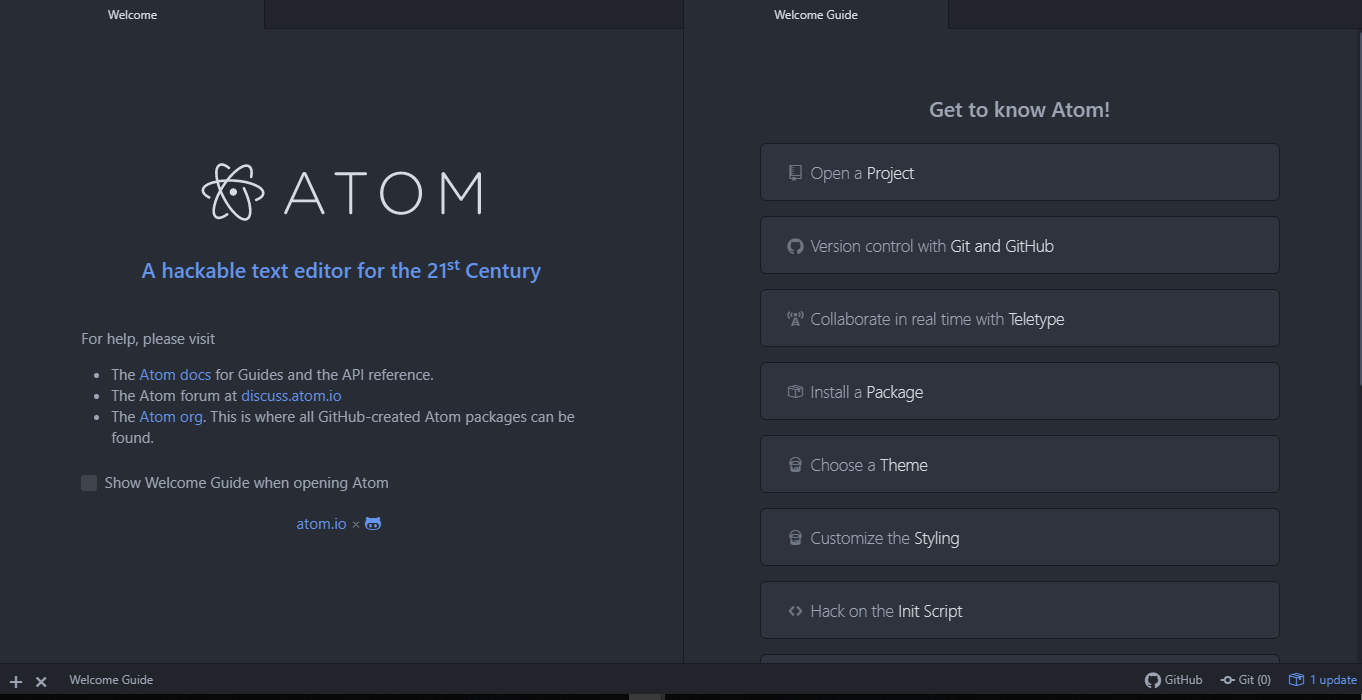 Welcome
Welcome Guide
ATOM
A hackable text editor for the 21st Century
For help, please visit
The Atom docs for Guides and the API reference.
The Atom forum at discuss.atom.io
The Atom org. This is where all GitHub-created Atom packages can be
found.
Show Welcome Guide when opening Atom
atom.io ×
Get to know Atom!
Open a Project
Version control with Git and GitHub
Collaborate in real time with Teletype
Install a Package
Choose a Theme
Customize the Styling
Hack on the Init Script
Welcome Guide
GitHub
Git (0)
1 update